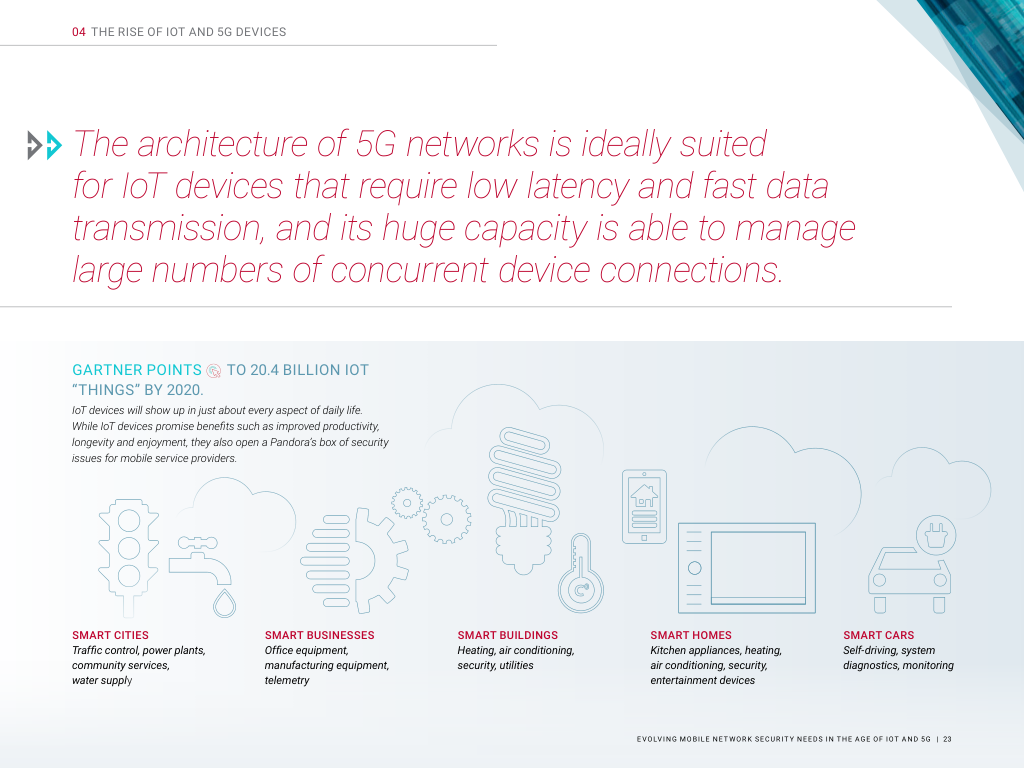 04 THE RISE OF IOT AND 5G DEVICES
The architecture of 5G networks is ideally suited
for IoT devices that require low latency and fast data
transmission, and its huge capacity is able to manage
large numbers of concurrent device connections.
GARTNER POINTS TO 20.4 BILLION IOT
“THINGS” BY 2020.
IoT devices will show up in just about every aspect of daily life.
While IoT devices promise benefits such as improved productivity,
longevity and enjoyment, they also open a Pandora’s box of security
issues for mobile service providers.
SMART CITIES
Traffic control, power plants,
community services,
water supply
SMART BUSINESSES
Office equipment,
manufacturing equipment,
telemetry
SMART BUILDINGS
Heating, air conditioning,
security, utilities
SMART HOMES
Kitchen appliances, heating,
air conditioning, security,
entertainment devices
SMART CARS
Self-driving, system
diagnostics, monitoring
EVOLVING MOBILE NETWORK SECURITY NEEDS IN THE AGE OF IOT AND 5G | 23